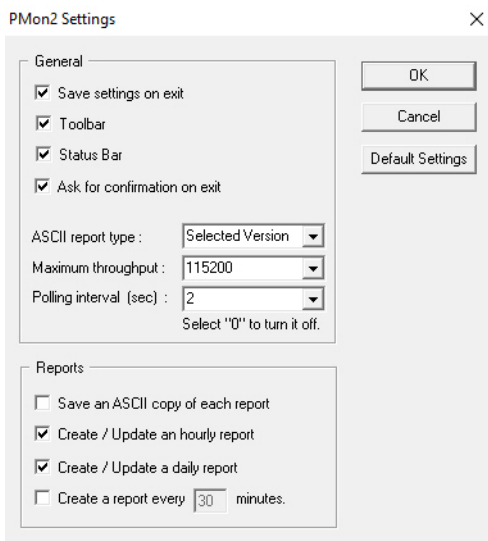 PMon2 Settings
General
Save settings on exit
Toolbar
Status Bar
Ask for confirmation on exit
ASCII report type : Selected Version
Maximum throughput : 115200
Polling interval (sec) : 2
Select "0" to turn it off.
OK
Cancel
Default Settings
Reports
Save an ASCII copy of each report
Create / Update an hourly report
Create / Update a daily report
Create a report every 30 minutes.